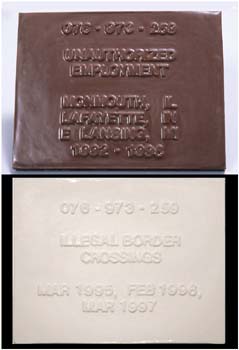 076 - 973 - 259
UNAUTHORIZED
EMPLOYMENT
MONMOUTH, IL
LAFAYETTE, IN
E LANSING, MI
1992 - 1996
076 - 973 - 259
ILLEGAL BORDER
CROSSINGS
MAR 1995, FEB 1996,
MAR 1997